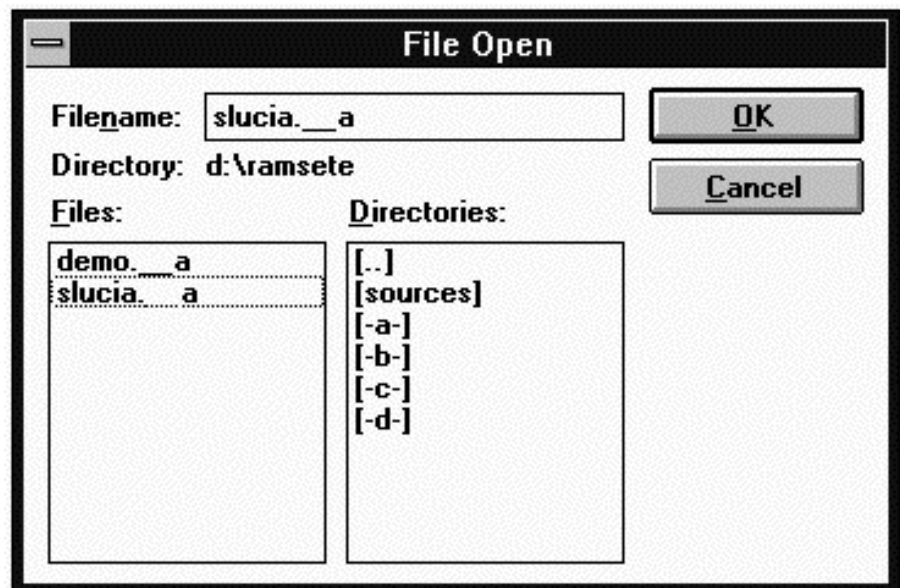 File Open
Filename: slucia.__a
OK
Directory: d:\ramsete
Cancel
Files:
Directories:
demo.__a
slucia.__a
[..]
[sources]
[-a-]
[-b-]
[-c-]
[-d-]